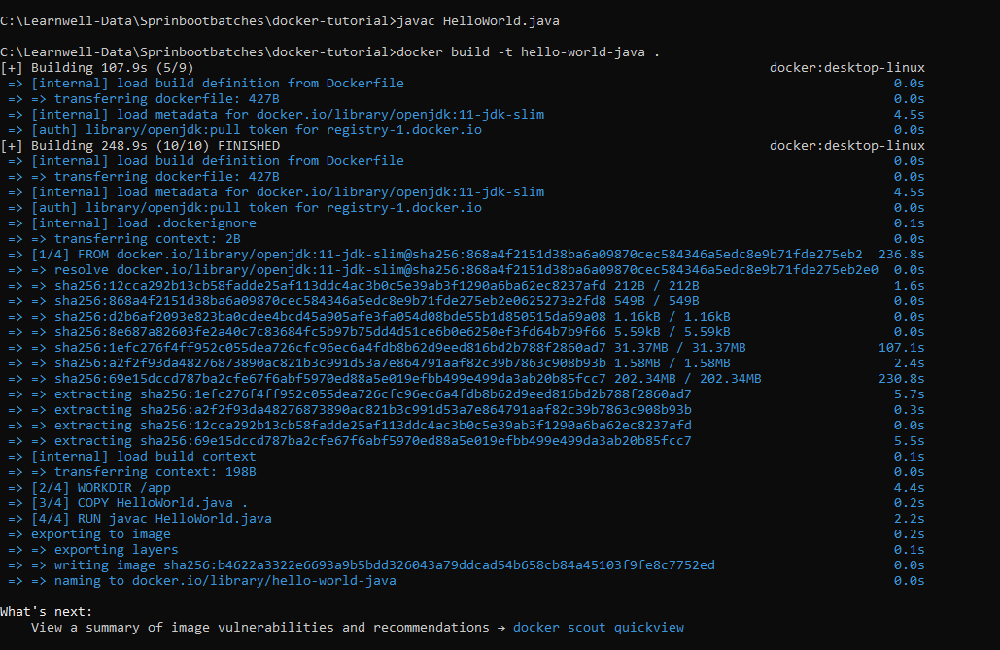 C:\Learnwell-Data\Sprinbootbatches\docker-tutorial>javac HelloWorld.java
C:\Learnwell-Data\Sprinbootbatches\docker-tutorial>docker build -t hello-world-java .
[+] Building 107.9s (5/9) docker:desktop-linux
=> [internal] load build definition from Dockerfile 0.0s
=> => transferring dockerfile: 427B 0.0s
=> [internal] load metadata for docker.io/library/openjdk:11-jdk-slim 4.5s
=> [auth] library/openjdk:pull token for registry-1.docker.io 0.0s
[+] Building 248.9s (10/10) FINISHED docker:desktop-linux
=> [internal] load build definition from Dockerfile 0.0s
=> => transferring dockerfile: 427B 0.0s
=> [internal] load metadata for docker.io/library/openjdk:11-jdk-slim 4.5s
=> [auth] library/openjdk:pull token for registry-1.docker.io 0.0s
=> [internal] load .dockerignore 0.1s
=> => transferring context: 2B 0.0s
=> [1/4] FROM docker.io/library/openjdk:11-jdk-slim@sha256:868a4f2151d38ba6a09870cec584346a5edc8e9b71fde275eb2 236.8s
=> => resolve docker.io/library/openjdk:11-jdk-slim@sha256:868a4f2151d38ba6a09870cec584346a5edc8e9b71fde275eb2e0 0.0s
=> => sha256:12cca292b13cb58fadde25af113ddc4ac3b0c5e39ab3f1290a6ba62ec8237afd 212B / 212B 1.6s
=> => sha256:868a4f2151d38ba6a09870cec584346a5edc8e9b71fde275eb2e0625273e2fd8 549B / 549B 0.0s
=> => sha256:d2b6af2093e823ba0cdee4bcd45a905afe3fa054d08bde55b1d850515da69a08 1.16kB / 1.16kB 0.0s
=> => sha256:8e687a82603fe2a40c7c83684fc5b97b75dd4d51ce6b0e6250ef3fd64b7b9f66 5.59kB / 5.59kB 0.0s
=> => sha256:1efc276f4ff952c055dea726cfc96ec6a4fdb8b62d9eed816bd2b788f2860ad7 31.37MB / 31.37MB 107.1s
=> => sha256:a2f2f93da48276873890ac821b3c991d53a7e864791aaf82c39b7863c908b93b 1.58MB / 1.58MB 2.4s
=> => sha256:69e15dccd787ba2cfe67f6abf5970ed88a5e019efbb499e499da3ab20b85fcc7 202.34MB / 202.34MB 230.8s
=> => extracting sha256:1efc276f4ff952c055dea726cfc96ec6a4fdb8b62d9eed816bd2b788f2860ad7 5.7s
=> => extracting sha256:a2f2f93da48276873890ac821b3c991d53a7e864791aaf82c39b7863c908b93b 0.3s
=> => extracting sha256:12cca292b13cb58fadde25af113ddc4ac3b0c5e39ab3f1290a6ba62ec8237afd 0.0s
=> => extracting sha256:69e15dccd787ba2cfe67f6abf5970ed88a5e019efbb499e499da3ab20b85fcc7 5.5s
=> [internal] load build context 0.1s
=> => transferring context: 198B 0.0s
=> [2/4] WORKDIR /app 4.4s
=> [3/4] COPY HelloWorld.java . 0.2s
=> [4/4] RUN javac HelloWorld.java 2.2s
=> exporting to image 0.2s
=> => exporting layers 0.1s
=> => writing image sha256:b4622a3322e6693a9b5bdd326043a79ddcad54b658cb84a45103f9fe8c7752ed 0.0s
=> => naming to docker.io/library/hello-world-java 0.0s
What's next:
View a summary of image vulnerabilities and recommendations → docker scout quickview